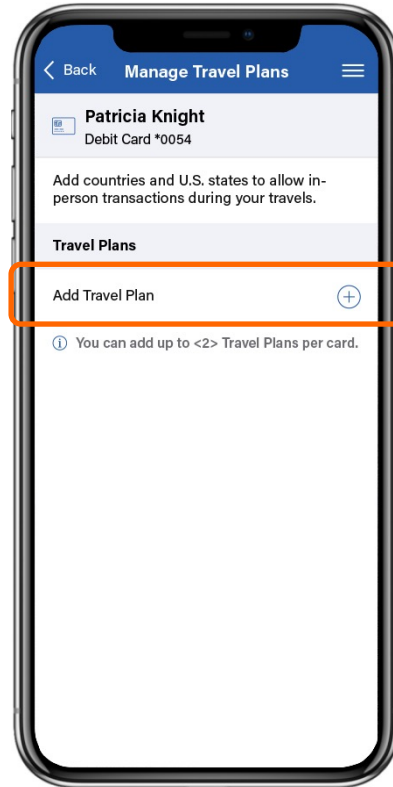 Back Manage Travel Plans
Patricia Knight
Debit Card *0054
Add countries and U.S. states to allow in-
person transactions during your travels.
Travel Plans
Add Travel Plan
You can add up to <2> Travel Plans per card.